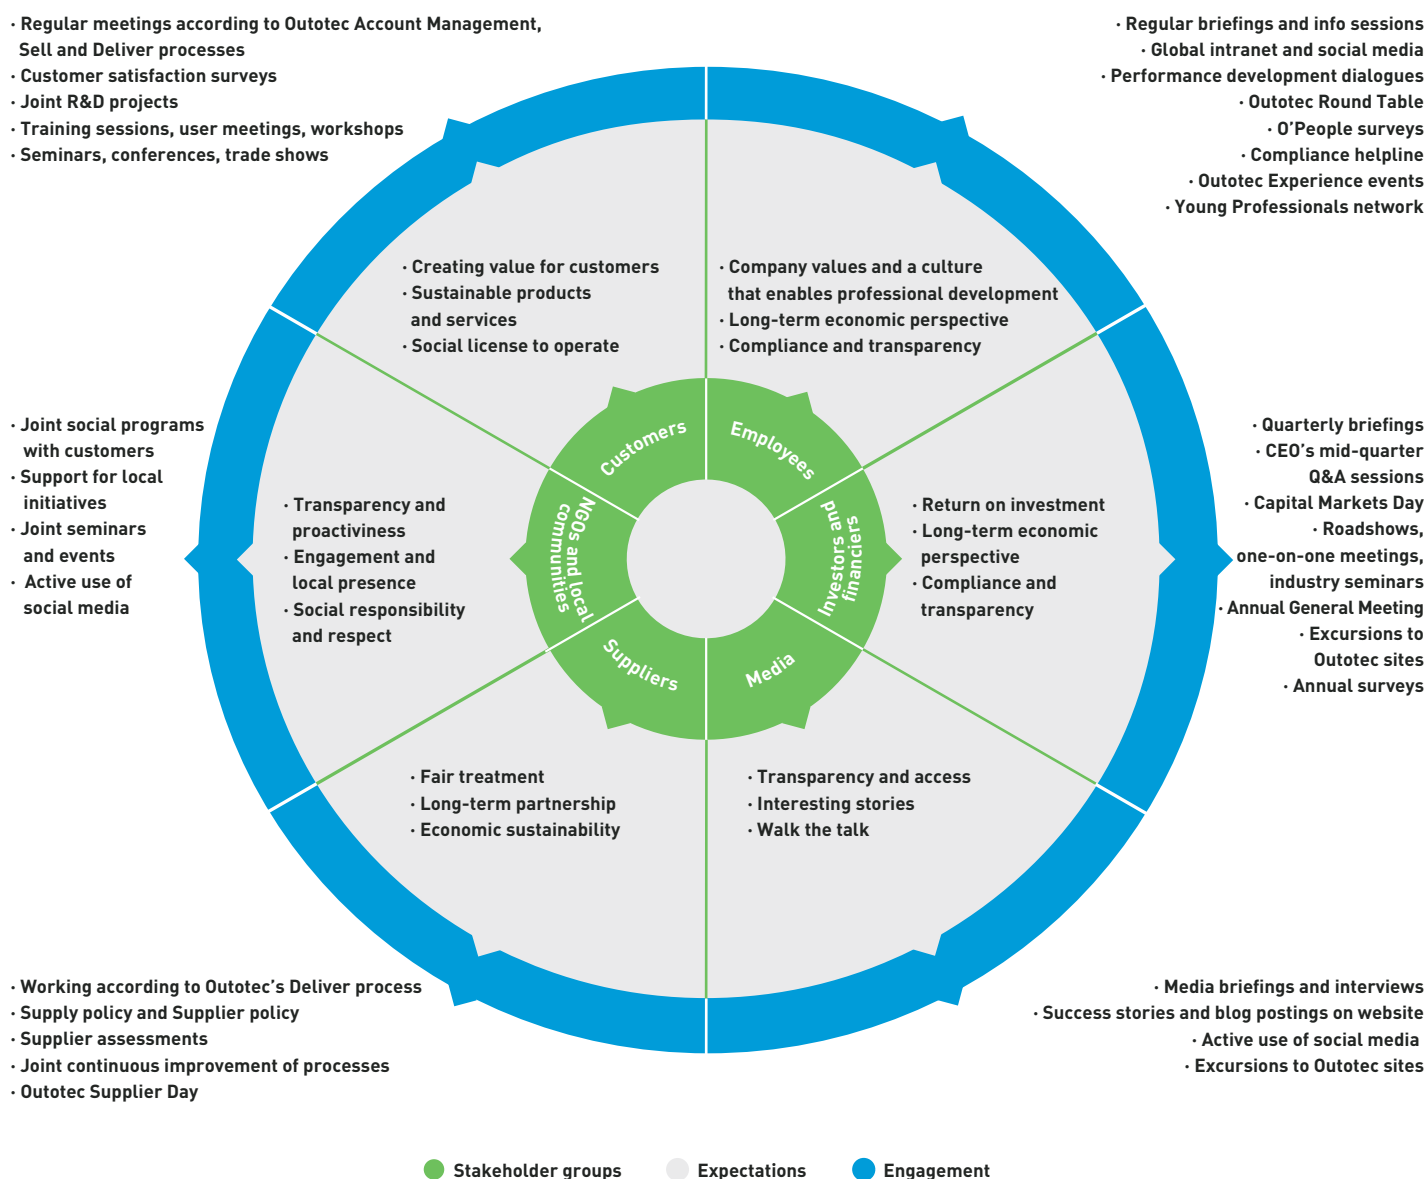 · Regular meetings according to Outotec Account Management,
Sell and Deliver processes
· Customer satisfaction surveys
· Joint R&D projects
· Training sessions, user meetings, workshops
· Seminars, conferences, trade shows
· Regular briefings and info sessions
· Global intranet and social media
· Performance development dialogues
· Outotec Round Table
· O’People surveys
· Compliance helpline
· Outotec Experience events
· Young Professionals network
· Creating value for customers
· Sustainable products
and services
· Social license to operate
· Company values and a culture
that enables professional development
· Long-term economic perspective
· Compliance and transparency
Customers
Employees
· Joint social programs
with customers
· Support for local
initiatives
· Joint seminars
and events
· Active use of
social media
· Transparency and
proactiviness
· Engagement and
local presence
· Social responsibility
and respect
NGOs and local
communities
Investors and
financiers
· Return on investment
· Long-term economic
perspective
· Compliance and
transparency
· Quarterly briefings
· CEO’s mid-quarter
Q&A sessions
· Capital Markets Day
· Roadshows,
one-on-one meetings,
industry seminars
· Annual General Meeting
· Excursions to
Outotec sites
· Annual surveys
Suppliers
Media
· Fair treatment
· Long-term partnership
· Economic sustainability
· Transparency and access
· Interesting stories
· Walk the talk
· Working according to Outotec’s Deliver process
· Supply policy and Supplier policy
· Supplier assessments
· Joint continuous improvement of processes
· Outotec Supplier Day
· Media briefings and interviews
· Success stories and blog postings on website
· Active use of social media
· Excursions to Outotec sites
Stakeholder groups
Expectations
Engagement